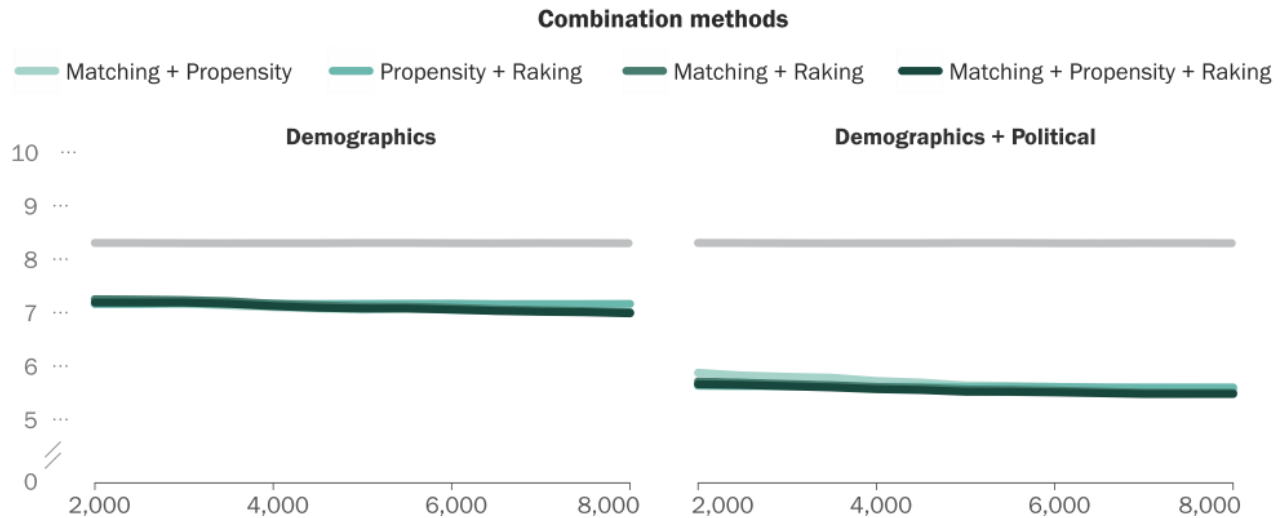 Combination methods
Matching + Propensity
Propensity + Raking
Matching + Raking
Matching + Propensity + Raking
Demographics
Demographics + Political
10
9
8
7
6
5
0
2,000
4,000
6,000
8,000
2,000
4,000
6,000
8,000